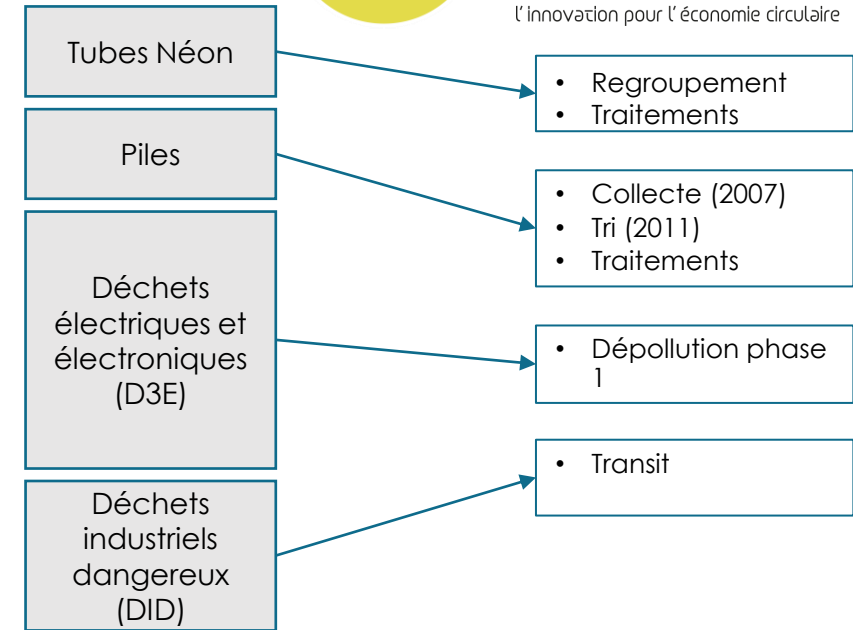 l'innovation pour l'économie circulaire
Tubes Néon
• Regroupement
• Traitements
Piles
• Collecte (2007)
• Tri (2011)
• Traitements
Déchets
électriques et
électroniques
(D3E)
• Dépollution phase
1
Déchets
industriels
dangereux
(DID)
• Transit